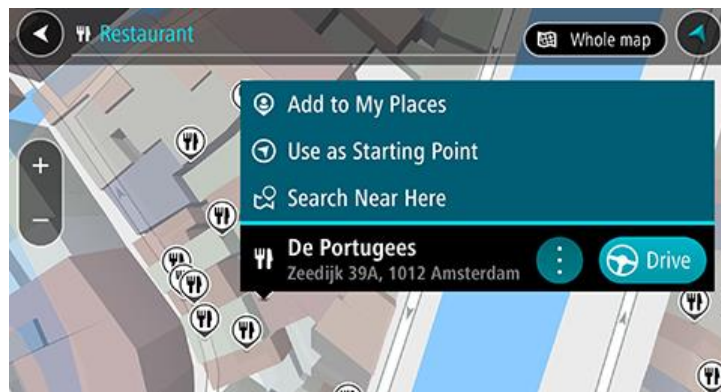 Restaurant
Whole map
Add to My Places
Use as Starting Point
Search Near Here
De Portugees
Zeedijk 39A, 1012 Amsterdam
Drive
+
−